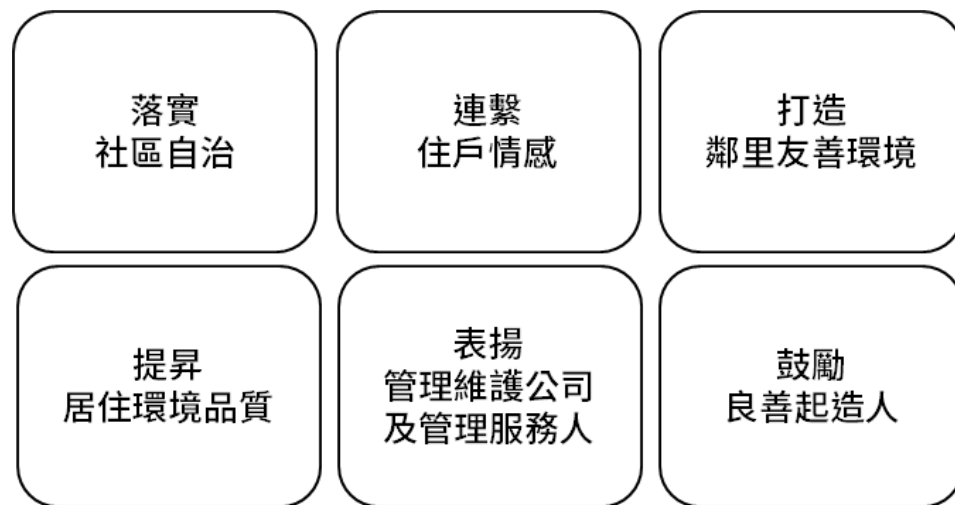 落實
社區自治
連繫
住戶情感
打造
鄰里友善環境
提昇
居住環境品質
表揚
管理維護公司
及管理服務人
鼓勵
良善起造人